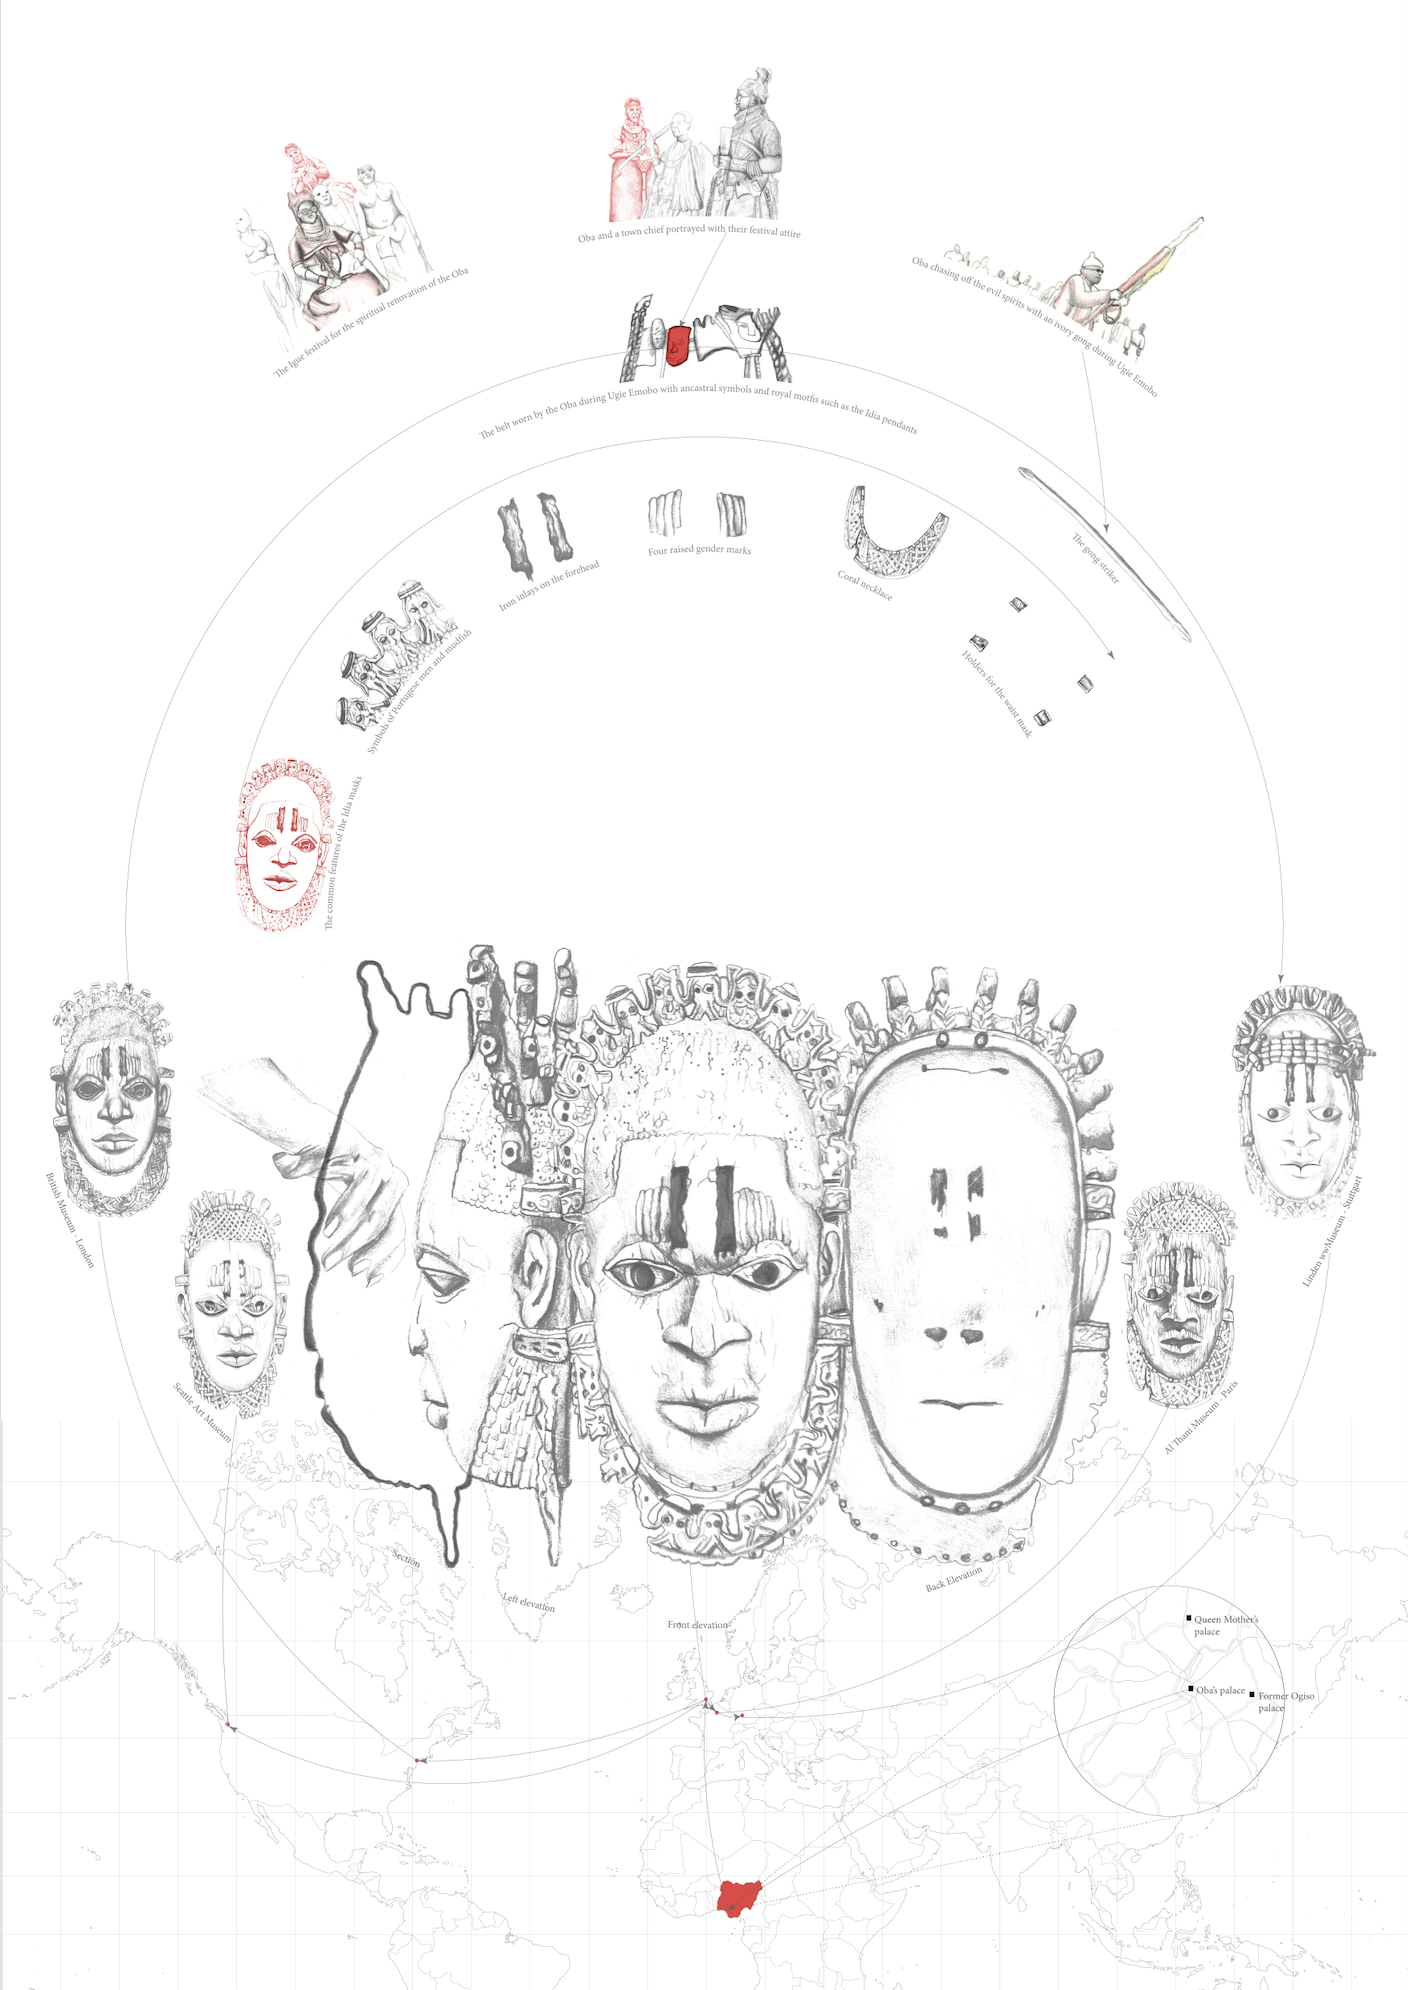 Oba and a town chief portrayed with their festival attire
The Igue festival for the spiritual renovation of the Oba
Oba chasing off the evil spirits with an ivory gong during Ugie Emobo
The belt worn by the Oba during Ugie Emobo with ancastral symbols and royal motfis such as the Idia pendants
Iron inlays on the forehead
Four raised gender marks
Coral necklace
The gong striker
Symbols of Portugese men and mudfish
Holders for the waist mask
The common features of the Idia masks
British Museum - London
Linden wwMuseum - Stuttgart
Seattle Art Museum
Al Thani Museum - Paris
Section
Left elevation
Front elevation
Back Elevation
Queen Mother's
palace
Oba's palace
Former Ogiso
palace